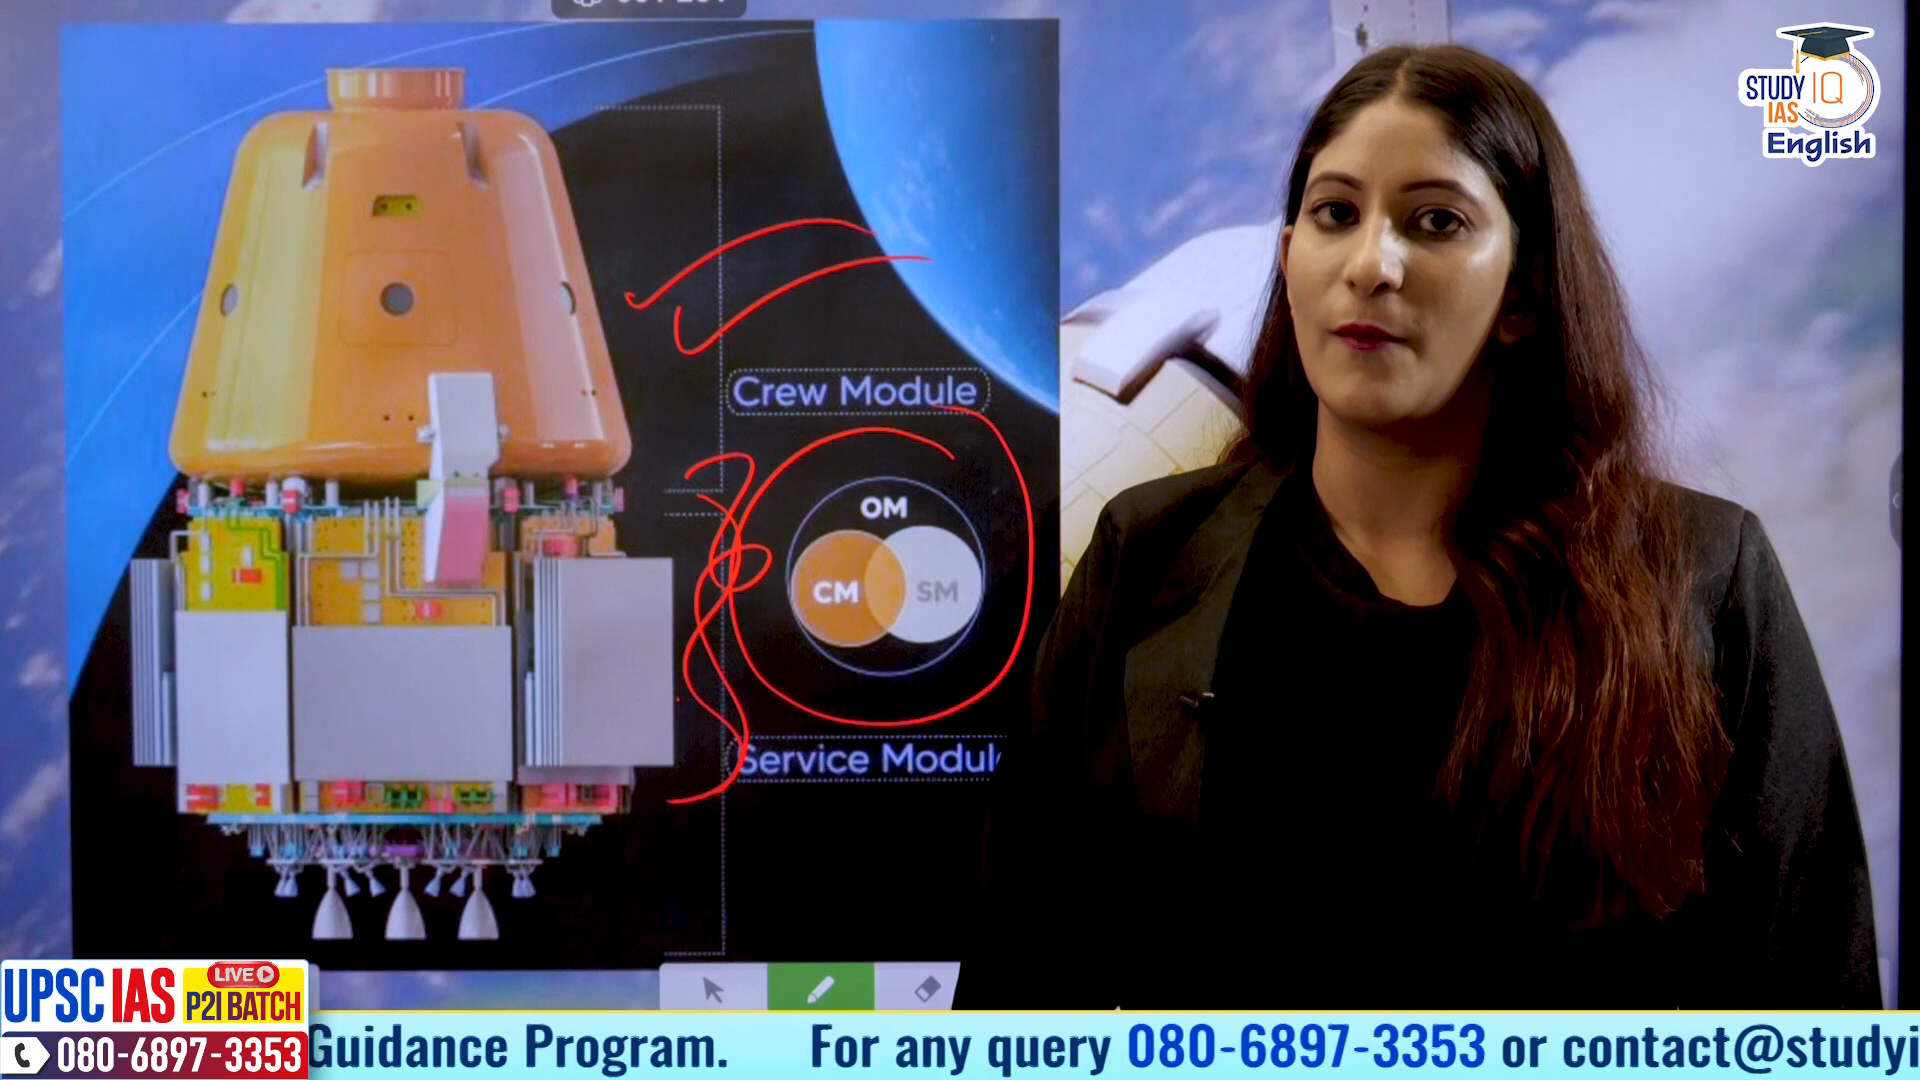 STUDY IQ
IAS
English
Crew Module
OM
CM
SM
Service Modul
UPSC IAS
LIVE
P2I BATCH
080-6897-3353
Guidance Program. For any query 080-6897-3353 or contact@studyi